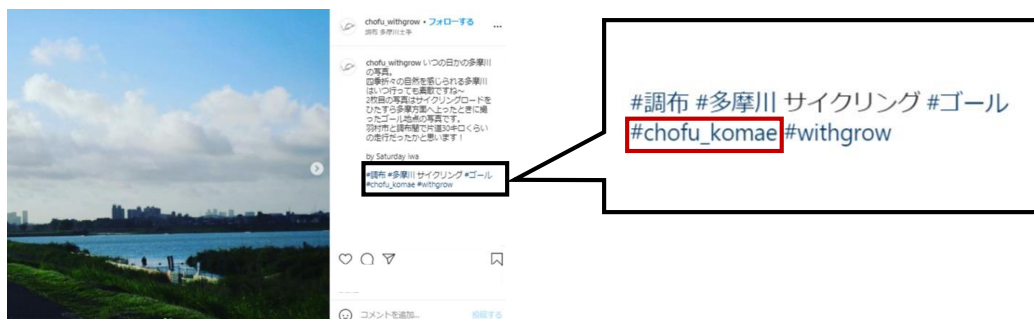 chofu_withgrow • フォローする
調布 多摩川土手
chofu_withgrow いつの日かの多摩川
の写真。
四季折々の自然を感じられる多摩川
はいつ行っても素敵ですね~
2枚目の写真はサイクリングロードを
ひたすら多摩方面へ上ったときに撮
ったゴール地点の写真です。
羽村市と調布間で片道30キロくらい
の走行だったかと思います!
by Saturday iwa
#調布 #多摩川 サイクリング #ゴール
#chofu_komae #withgrow
コメントを追加...
投稿する
#調布 #多摩川 サイクリング #ゴール
#chofu_komae #withgrow